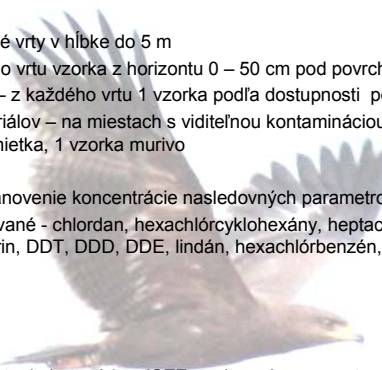 é vrty v hĺbke do 5 m
o vrtu vzorka z horizontu 0 – 50 cm pod povrch
– z každého vrtu 1 vzorka podľa dostupnosti
riálov – na miestach s viditeľnou kontamináciou
nietka, 1 vzorka murivo
anovenie koncentrácie nasledovných parametro
vané - chlordan, hexachlórcyklohexány, heptac
rin, DDT, DDD, DDE, lindán, hexachlórbenzén,